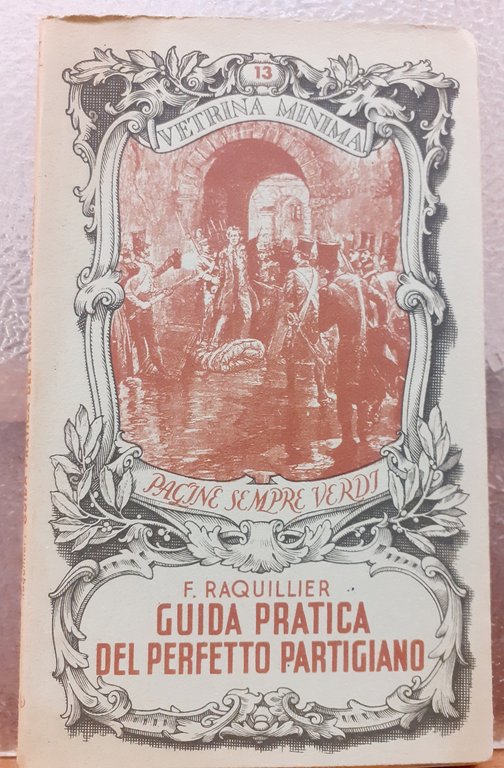 13
VETRINA MINIMA
PAGINE SEMPRE VERDI
F. RAQUILLIER
GUIDA PRATICA
DEL PERFETTO PARTIGIANO